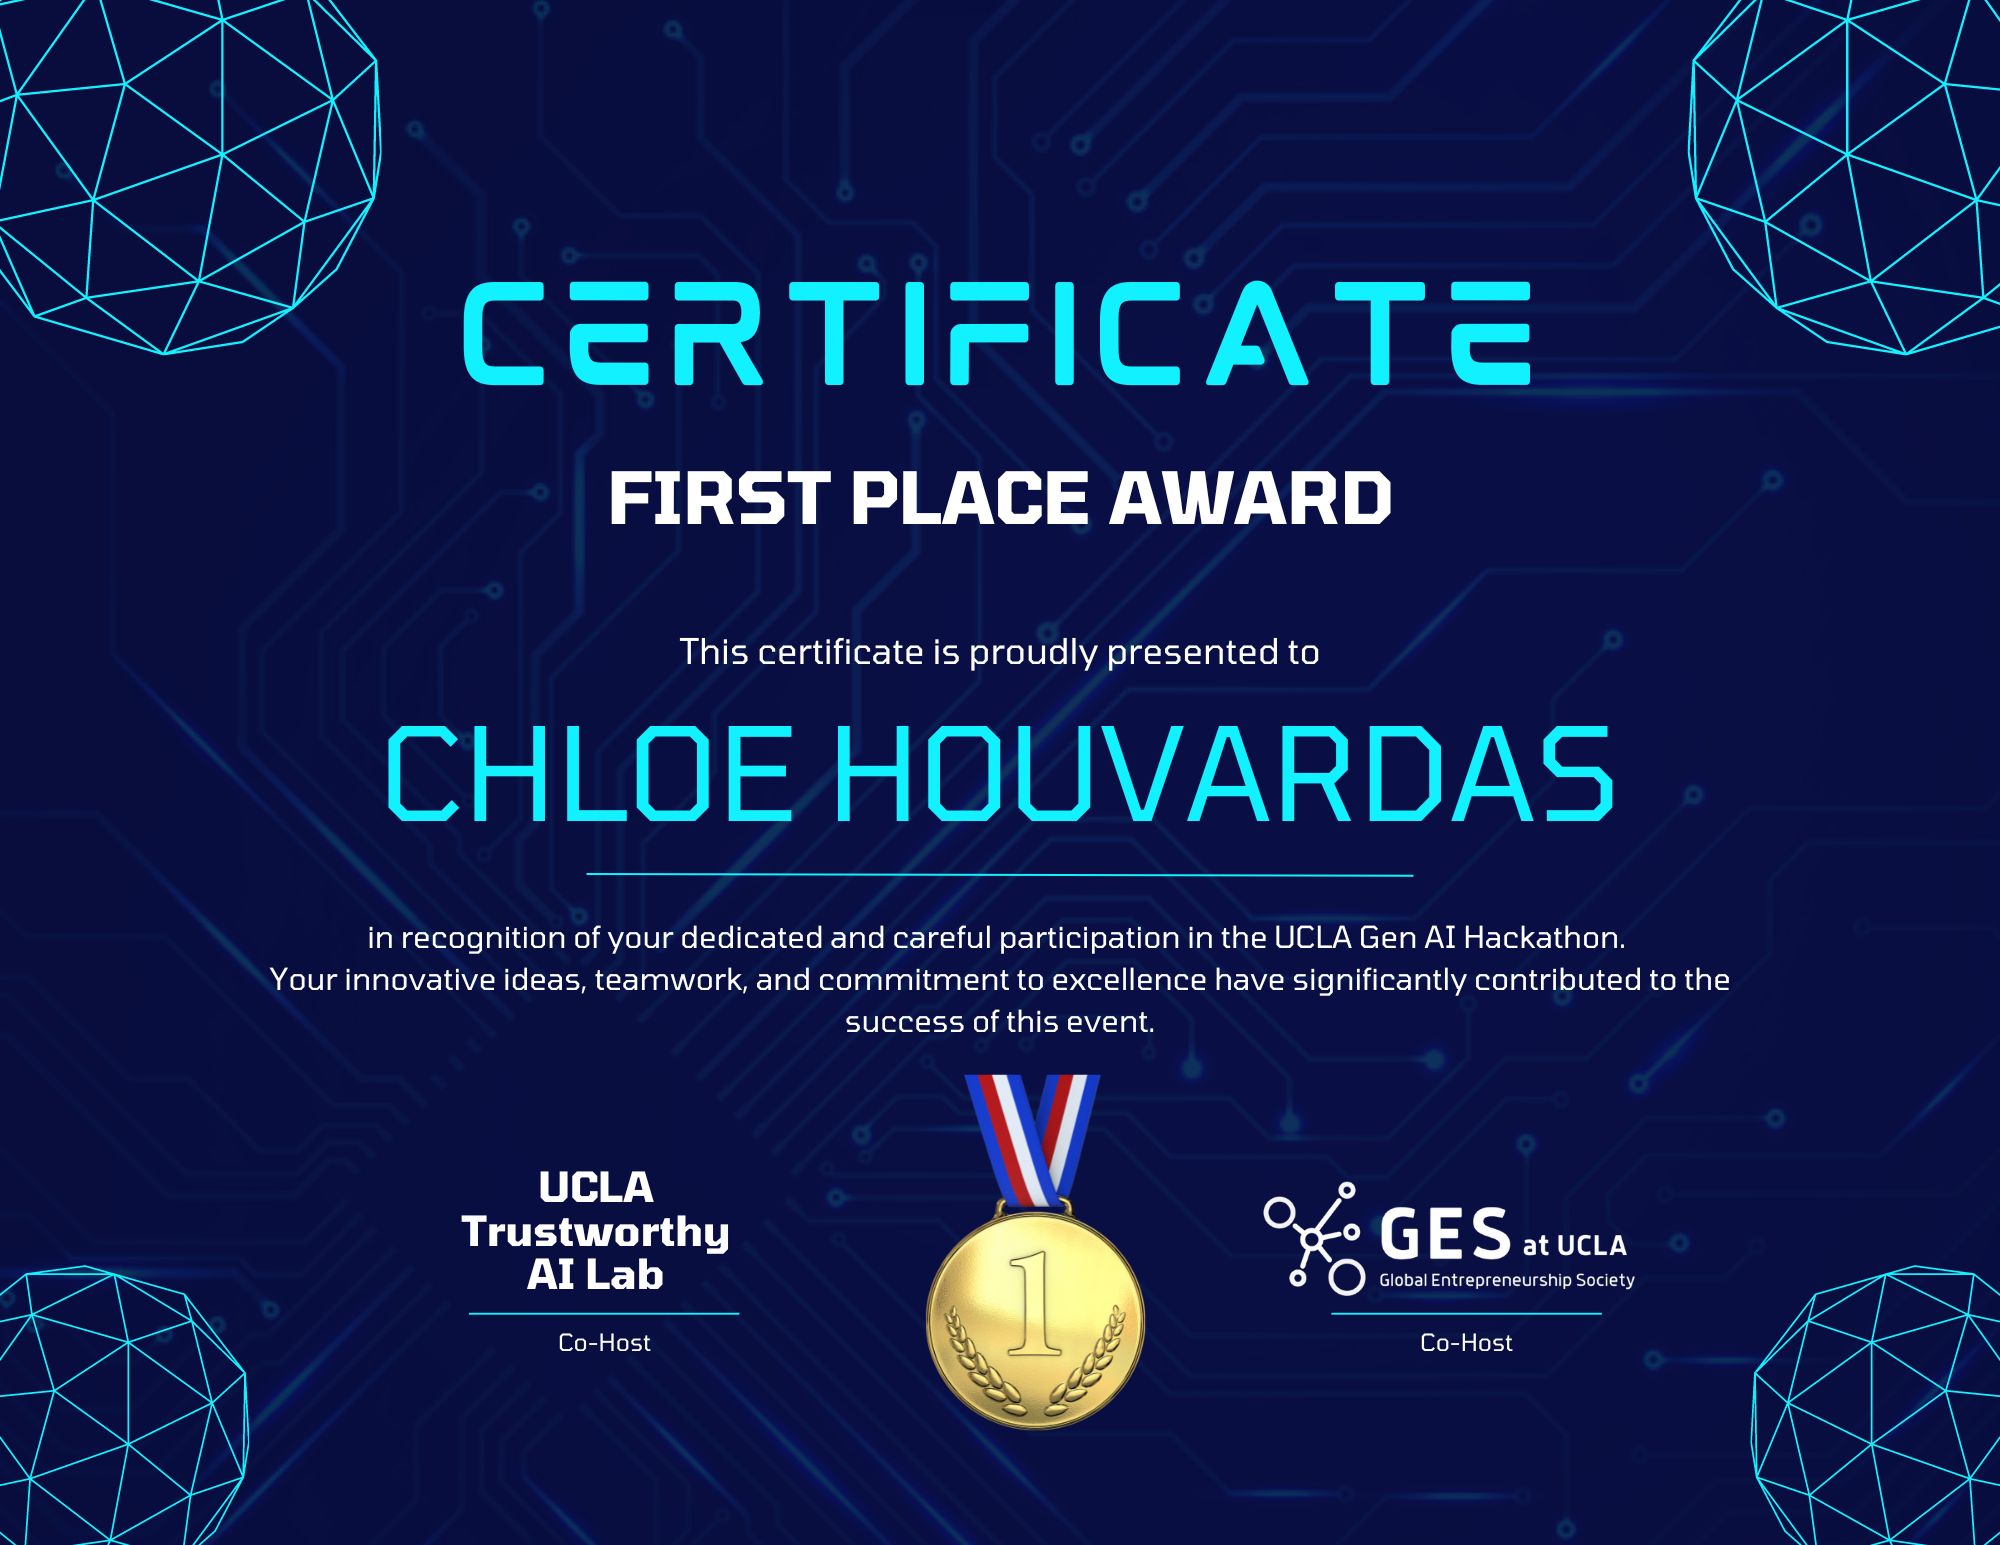 CERTIFICATE
FIRST PLACE AWARD
This certificate is proudly presented to
CHLOE HOUVARDAS
in recognition of your dedicated and careful participation in the UCLA Gen AI Hackathon.
Your innovative ideas, teamwork, and commitment to excellence have significantly contributed to the
success of this event.
UCLA
Trustworthy
AI Lab
Co-Host
1
GES at UCLA
Global Entrepreneurship Society
Co-Host